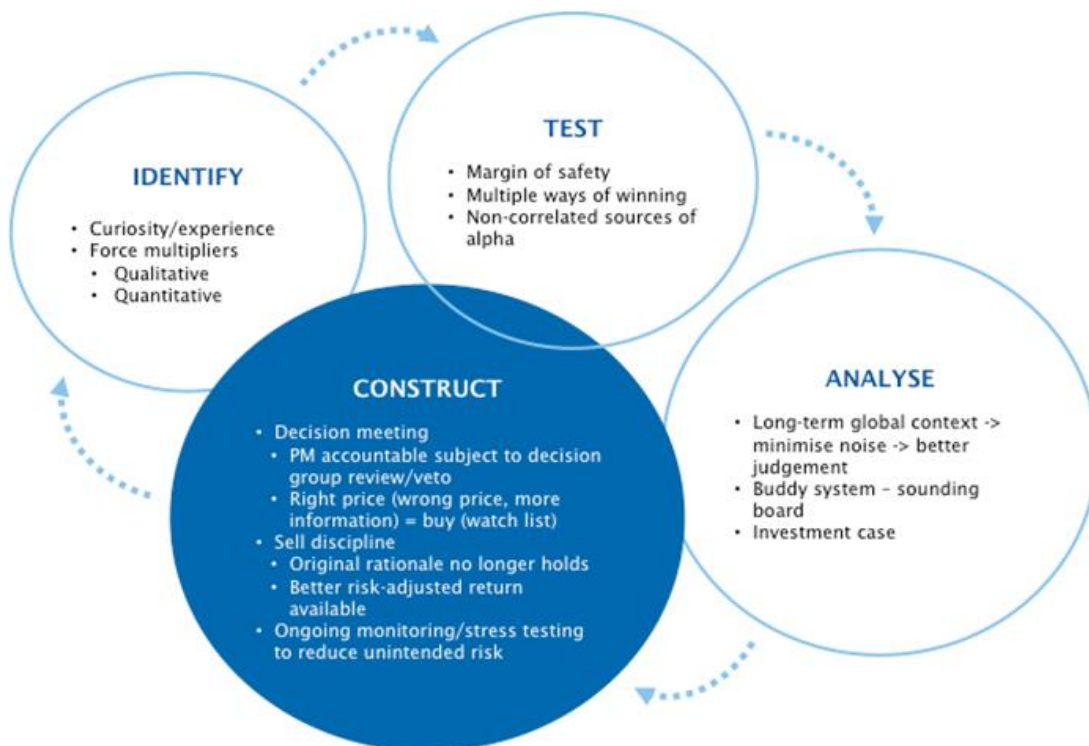 IDENTIFY
• Curiosity/experience
• Force multipliers
• Qualitative
• Quantitative
TEST
• Margin of safety
• Multiple ways of winning
• Non-correlated sources of
alpha
ANALYSE
• Long-term global context ->
minimise noise -> better
judgement
• Buddy system – sounding
board
• Investment case
CONSTRUCT
• Decision meeting
• PM accountable subject to decision
group review/veto
• Right price (wrong price, more
information) = buy (watch list)
• Sell discipline
• Original rationale no longer holds
• Better risk-adjusted return
available
• Ongoing monitoring/stress testing
to reduce unintended risk